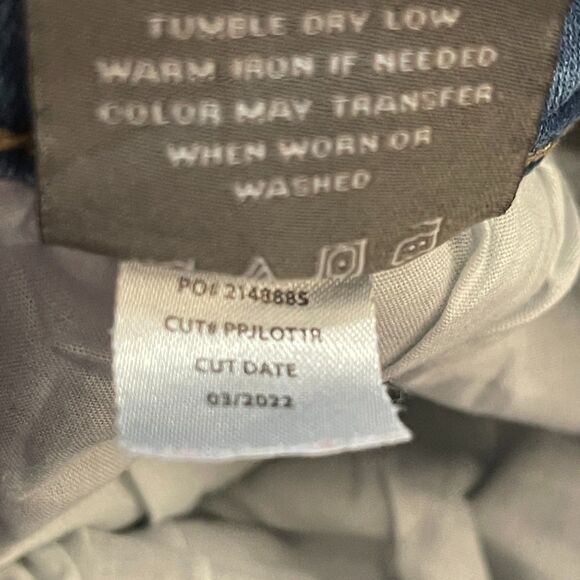 TUMBLE DRY LOW
WARM IRON IF NEEDED
COLOR MAY TRANSFER
WHEN WORN OR
WASHED
PO# 214888S
CUT# PPJLOT1R
CUT DATE
03/2022